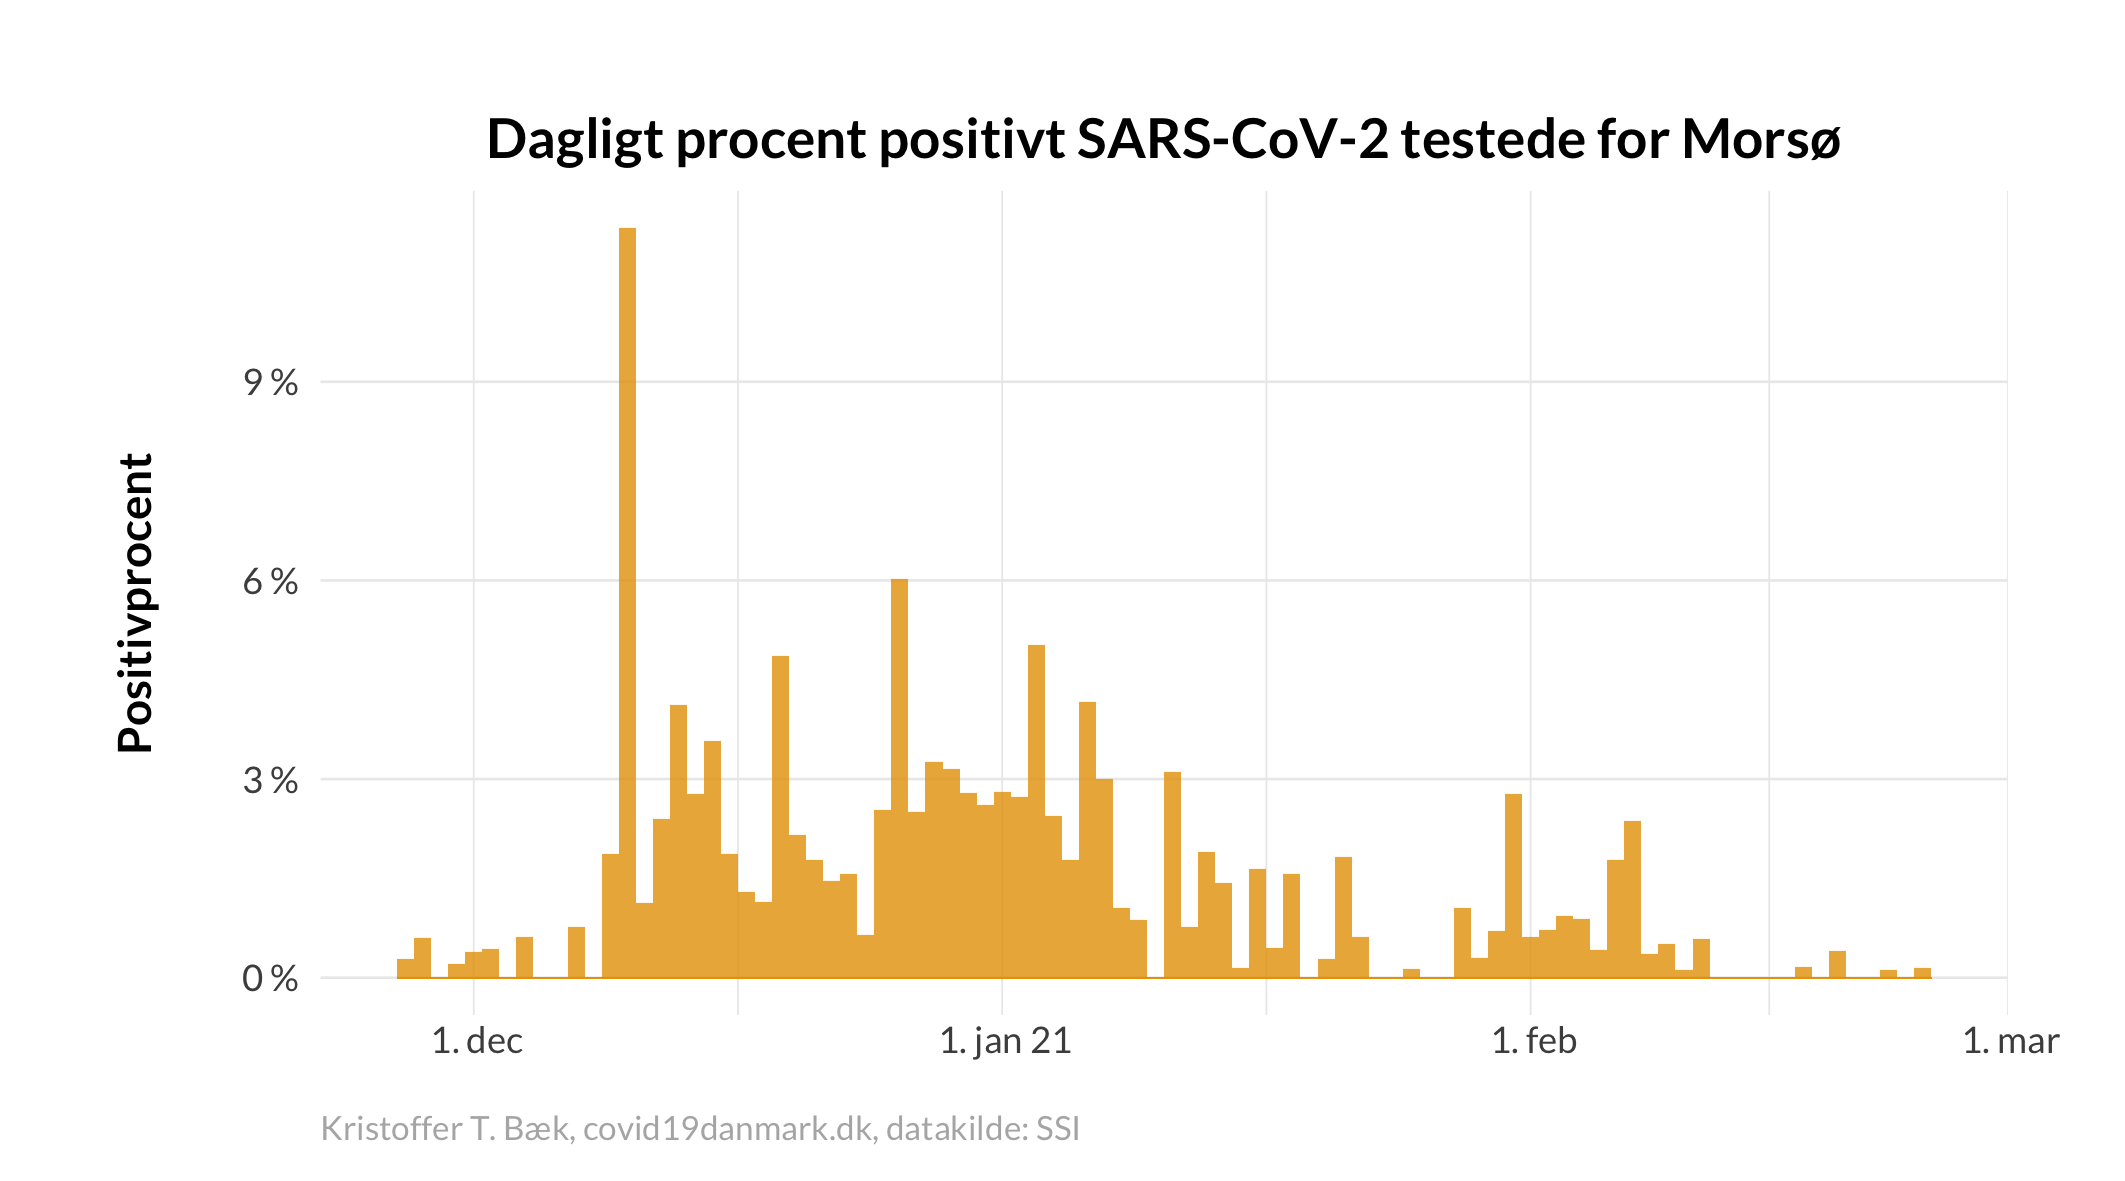 Dagligt procent positivt SARS-CoV-2 testede for Morsø
Positivprocent
9 %
6 %
3 %
0 %
1. dec
1. jan 21
1. feb
1. mar
Kristoffer T. Bæk, covid19danmark.dk, datakilde: SSI